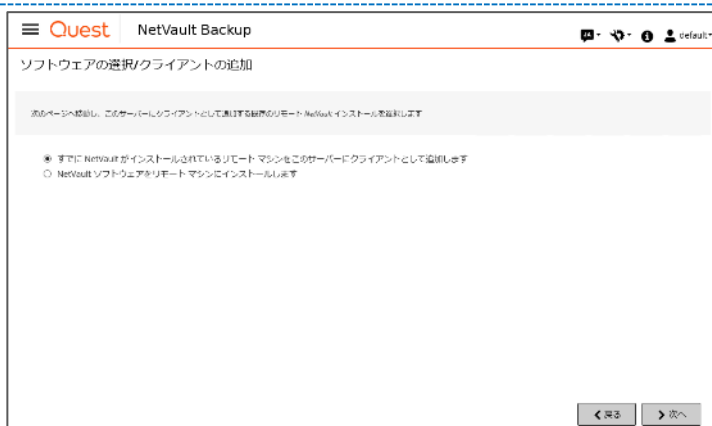 Quest NetVault Backup
default
ソフトウェアの選択/クライアントの追加
次のページへ移動し、このサーバーにクライアントとして追加する既存のリモート NetVault インストールを選択します
すでに NetVault がインストールされているリモート マシンをこのサーバーにクライアントとして追加します
NetVault ソフトウェアをリモート マシンにインストールします
戻る 次へ